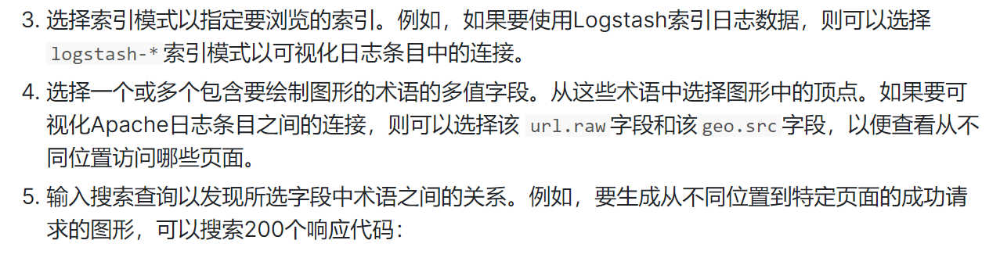 3. 选择索引模式以指定要浏览的索引。例如，如果要使用Logstash索引日志数据，则可以选择
logstash-* 索引模式以可视化日志条目中的连接。
4. 选择一个或多个包含要绘制图形的术语的多值字段。从这些术语中选择图形中的顶点。如果要可
视化Apache日志条目之间的连接，则可以选择该 url.raw 字段和该 geo.src 字段，以便查看从不
同位置访问哪些页面。
5. 输入搜索查询以发现所选字段中术语之间的关系。例如，要生成从不同位置到特定页面的成功请
求的图形，可以搜索200个响应代码：